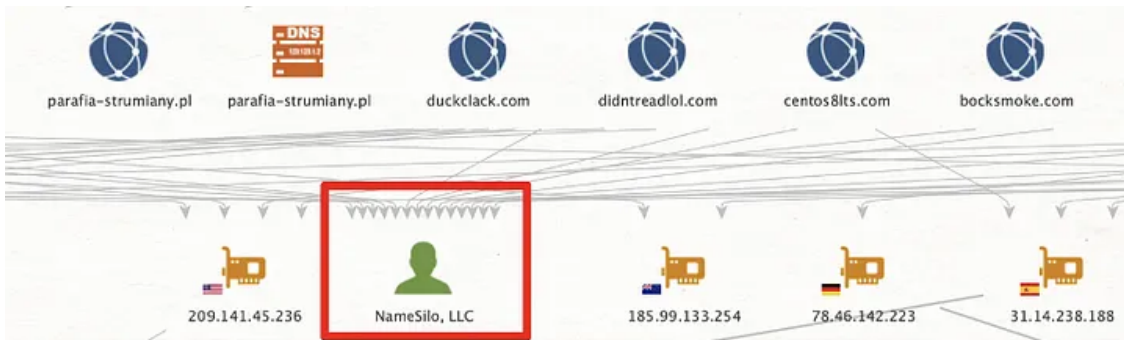 DNS
parafia-strumiany.pl
parafia-strumiany.pl
duckclack.com
didntreadlol.com
centos8lts.com
bocksmoke.com
209.141.45.236
NameSilo, LLC
185.99.133.254
78.46.142.223
31.14.238.188